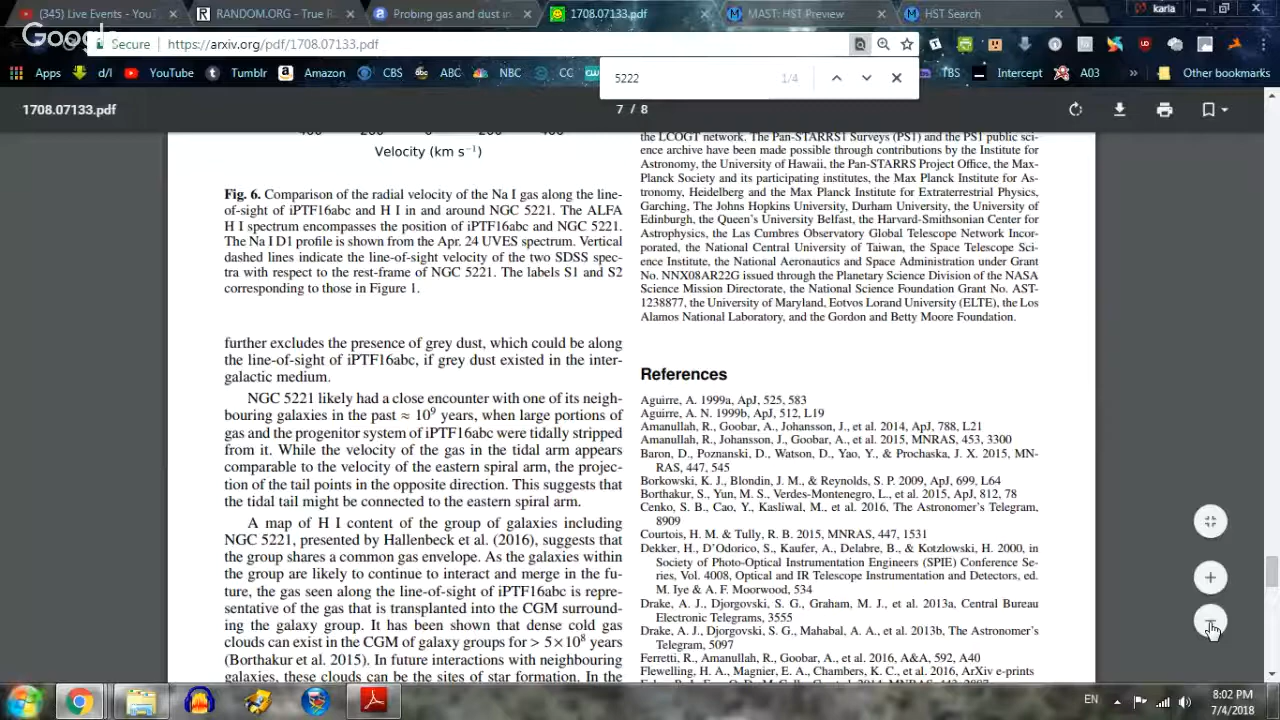 (345) Live Events - YouT
RANDOM.ORG - True R
Probing gas and dust in
1708.07133.pdf
MAST: HST Preview
HST Search
karla
Secure | https://arxiv.org/pdf/1708.07133.pdf
Apps
d/l
YouTube
Tumblr
Amazon
CBS
ABC
NBC
CC
TBS
Intercept
A03
»
Other bookmarks
5222
1/4
1708.07133.pdf
7 / 8
Velocity (km s⁻¹)
Fig. 6. Comparison of the radial velocity of the Na I gas along the line-
of-sight of iPTF16abc and H I in and around NGC 5221. The ALFA
H I spectrum encompasses the position of iPTF16abc and NGC 5221.
The Na I D1 profile is shown from the Apr. 24 UVES spectrum. Vertical
dashed lines indicate the line-of-sight velocity of the two SDSS spec-
tra with respect to the rest-frame of NGC 5221. The labels S1 and S2
corresponding to those in Figure 1.
further excludes the presence of grey dust, which could be along
the line-of-sight of iPTF16abc, if grey dust existed in the inter-
galactic medium.
NGC 5221 likely had a close encounter with one of its neigh-
bouring galaxies in the past ≈ 10⁹ years, when large portions of
gas and the progenitor system of iPTF16abc were tidally stripped
from it. While the velocity of the gas in the tidal arm appears
comparable to the velocity of the eastern spiral arm, the projec-
tion of the tail points in the opposite direction. This suggests that
the tidal tail might be connected to the eastern spiral arm.
A map of H I content of the group of galaxies including
NGC 5221, presented by Hallenbeck et al. (2016), suggests that
the group shares a common gas envelope. As the galaxies within
the group are likely to continue to interact and merge in the fu-
ture, the gas seen along the line-of-sight of iPTF16abc is repre-
sentative of the gas that is transplanted into the CGM surround-
ing the galaxy group. It has been shown that dense cold gas
clouds can exist in the CGM of galaxy groups for > 5×10⁸ years
(Borthakur et al. 2015). In future interactions with neighbouring
galaxies, these clouds can be the sites of star formation. In the
the LCOGT network. The Pan-STARRS1 Surveys (PS1) and the PS1 public sci-
ence archive have been made possible through contributions by the Institute for
Astronomy, the University of Hawaii, the Pan-STARRS Project Office, the Max-
Planck Society and its participating institutes, the Max Planck Institute for As-
tronomy, Heidelberg and the Max Planck Institute for Extraterrestrial Physics,
Garching, The Johns Hopkins University, Durham University, the University of
Edinburgh, the Queen's University Belfast, the Harvard-Smithsonian Center for
Astrophysics, the Las Cumbres Observatory Global Telescope Network Incor-
porated, the National Central University of Taiwan, the Space Telescope Sci-
ence Institute, the National Aeronautics and Space Administration under Grant
No. NNX08AR22G issued through the Planetary Science Division of the NASA
Science Mission Directorate, the National Science Foundation Grant No. AST-
1238877, the University of Maryland, Eotvos Lorand University (ELTE), the Los
Alamos National Laboratory, and the Gordon and Betty Moore Foundation.
References
Aguirre, A. 1999a, ApJ, 525, 583
Aguirre, A. N. 1999b, ApJ, 512, L19
Amanullah, R., Goobar, A., Johansson, J., et al. 2014, ApJ, 788, L21
Amanullah, R., Johansson, J., Goobar, A., et al. 2015, MNRAS, 453, 3300
Baron, D., Poznanski, D., Watson, D., Yao, Y., & Prochaska, J. X. 2015, MN-
RAS, 447, 545
Borkowski, K. J., Blondin, J. M., & Reynolds, S. P. 2009, ApJ, 699, L64
Borthakur, S., Yun, M. S., Verdes-Montenegro, L., et al. 2015, ApJ, 812, 78
Cenko, S. B., Cao, Y., Kasliwal, M., et al. 2016, The Astronomer's Telegram,
8909
Courtois, H. M. & Tully, R. B. 2015, MNRAS, 447, 1531
Dekker, H., D'Odorico, S., Kaufer, A., Delabre, B., & Kotzlowski, H. 2000, in
Society of Photo-Optical Instrumentation Engineers (SPIE) Conference Se-
ries, Vol. 4008, Optical and IR Telescope Instrumentation and Detectors, ed.
M. Iye & A. F. Moorwood, 534
Drake, A. J., Djorgovski, S. G., Graham, M. J., et al. 2013a, Central Bureau
Electronic Telegrams, 3555
Drake, A. J., Djorgovski, S. G., Mahabal, A. A., et al. 2013b, The Astronomer's
Telegram, 5097
Ferretti, R., Amanullah, R., Goobar, A., et al. 2016, A&A, 592, A40
Flewelling, H. A., Magnier, E. A., Chambers, K. C., et al. 2016, ArXiv e-prints
EN
8:02 PM
7/4/2018